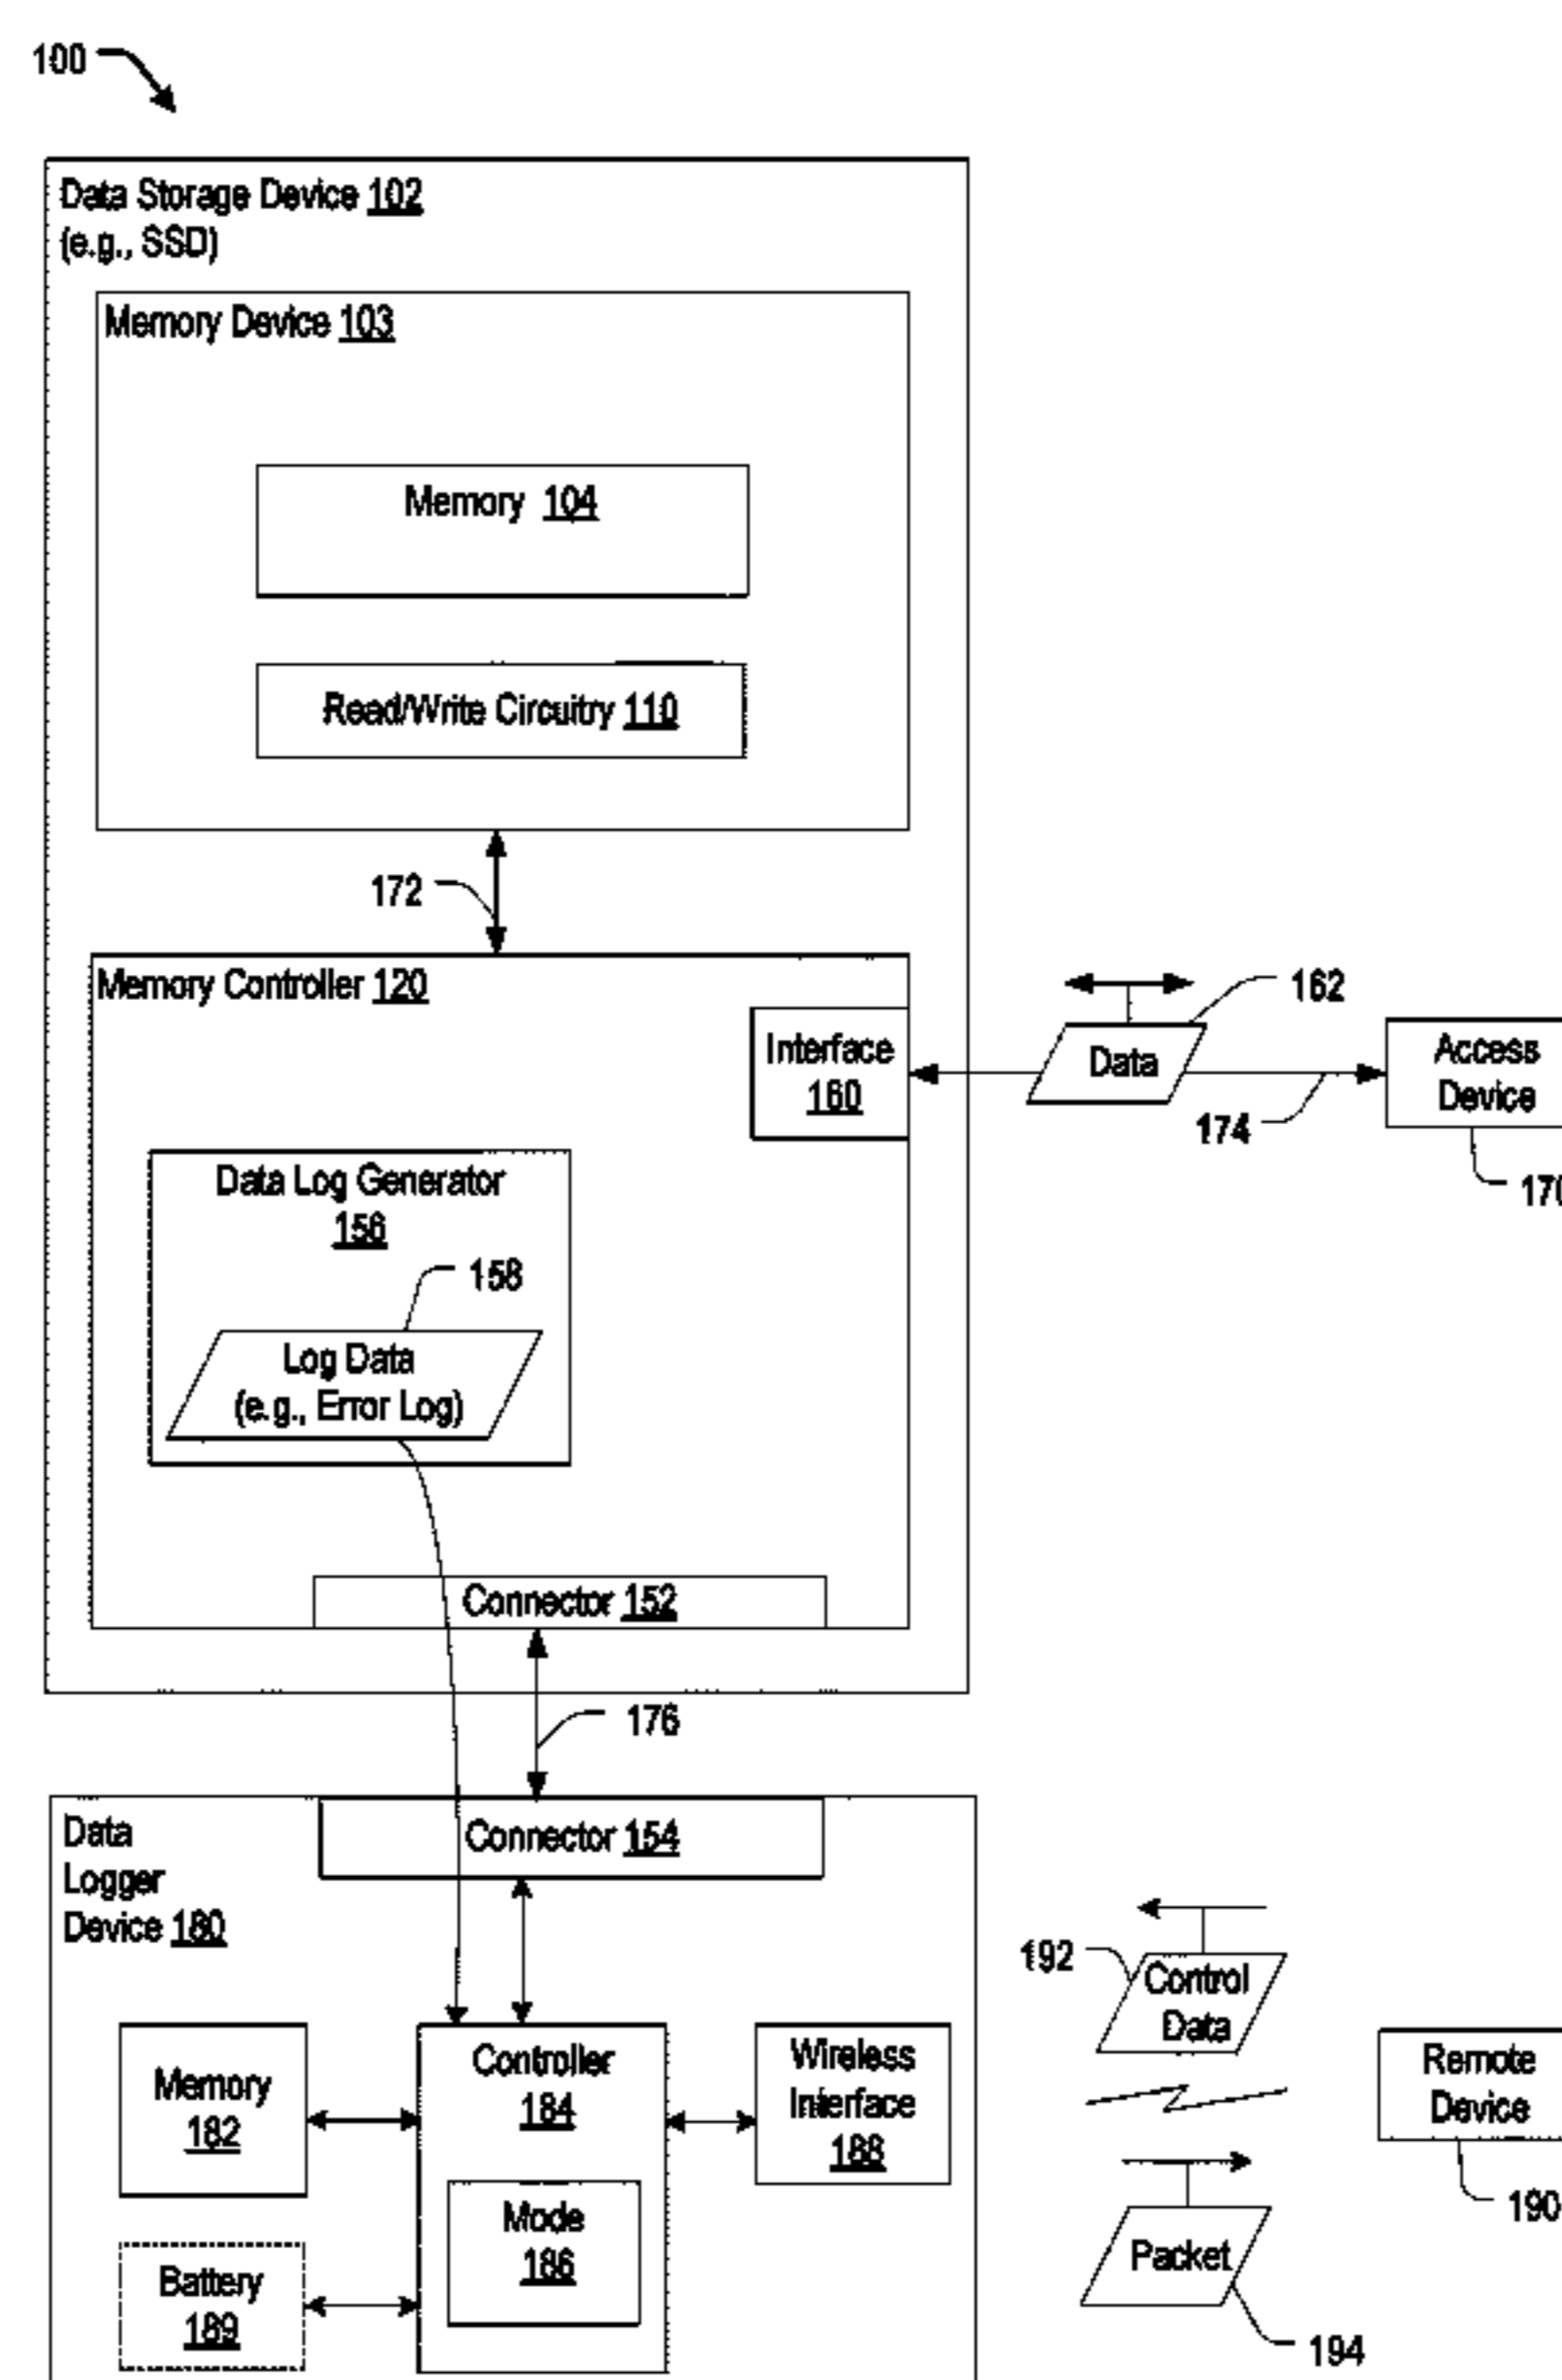 100
Data Storage Device 102
(e.g., SSD)
Memory Device 103
Memory 104
Read/Write Circuitry 110
172
Memory Controller 120
Interface
160
162
Data
174
Access
Device
170
Data Log Generator
156
158
Log Data
(e.g., Error Log)
Connector 152
176
Data
Logger
Device 180
Connector 154
192
Control
Data
Memory
182
Controller
184
Wireless
Interface
188
Remote
Device
190
Mode
186
Battery
189
Packet
194